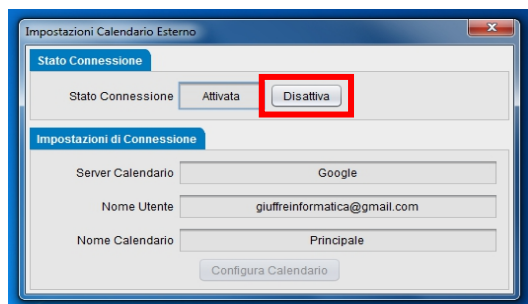 Impostazioni Calendario Esterno
Stato Connessione
Stato Connessione Attivata Disattiva
Impostazioni di Connessione
Server Calendario Google
Nome Utente giuffreinformatica@gmail.com
Nome Calendario Principale
Configura Calendario